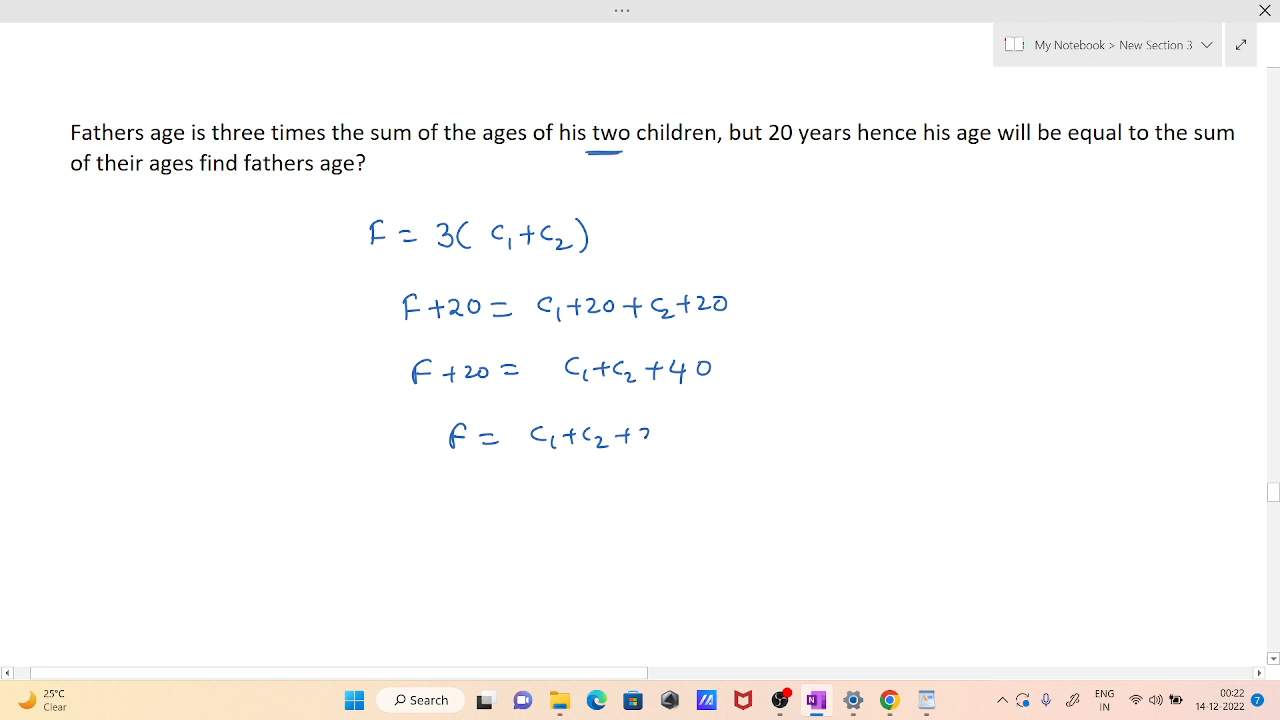 ...
My Notebook > New Section 3
Fathers age is three times the sum of the ages of his two children, but 20 years hence his age will be equal to the sum
of their ages find fathers age?
F = 3( C₁+C₂)
F+20 = C₁+20+C₂+20
F+20 = C₁+C₂+40
F = C₁+C₂+
25°C
Clear
Search
ENG
IN
14-12-2022
7